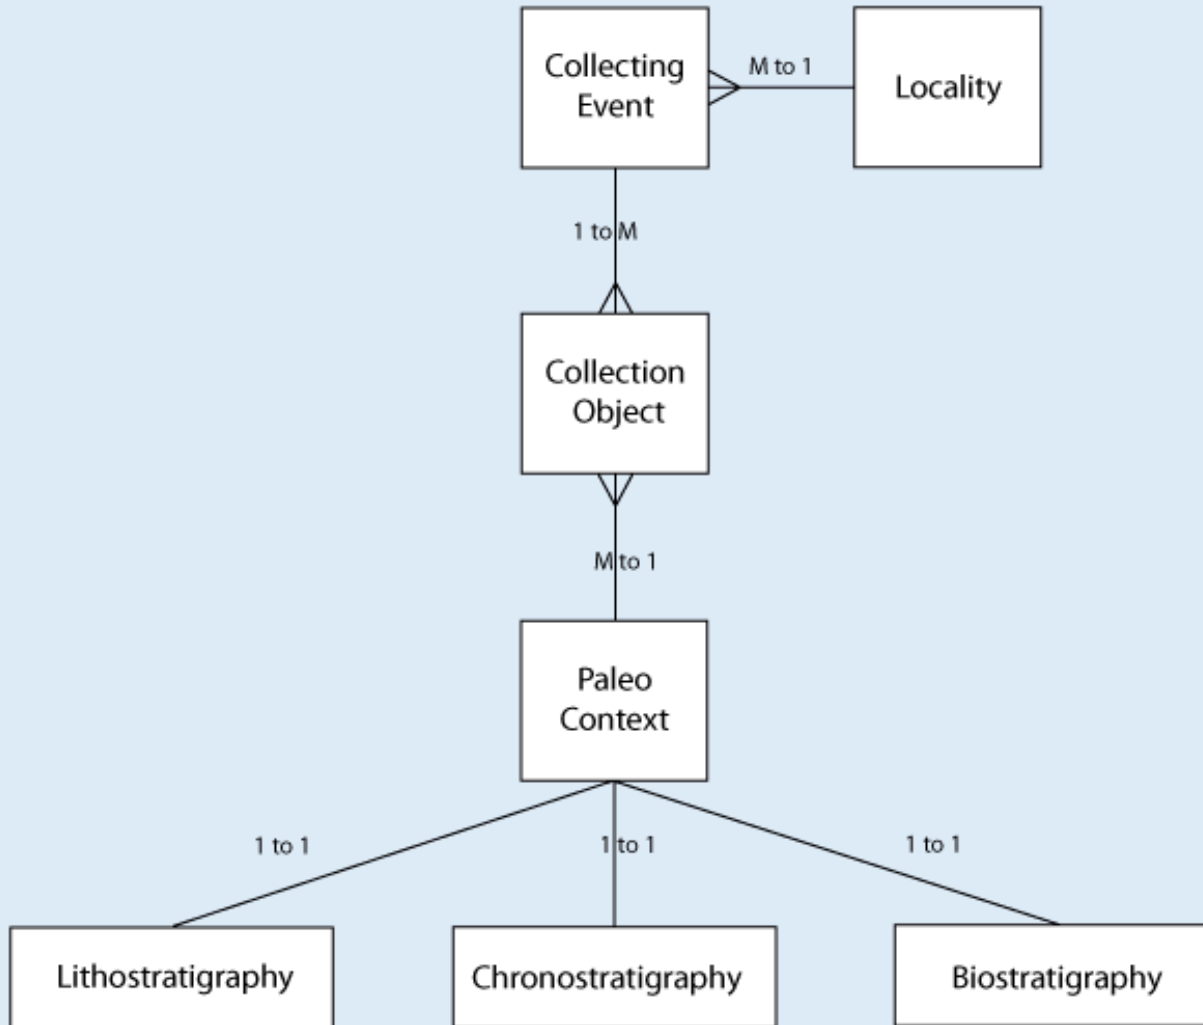 Collecting
Event
M to 1
Locality
1 to M
Collection
Object
M to 1
Paleo
Context
1 to 1
1 to 1
1 to 1
Lithostratigraphy
Chronostratigraphy
Biostratigraphy